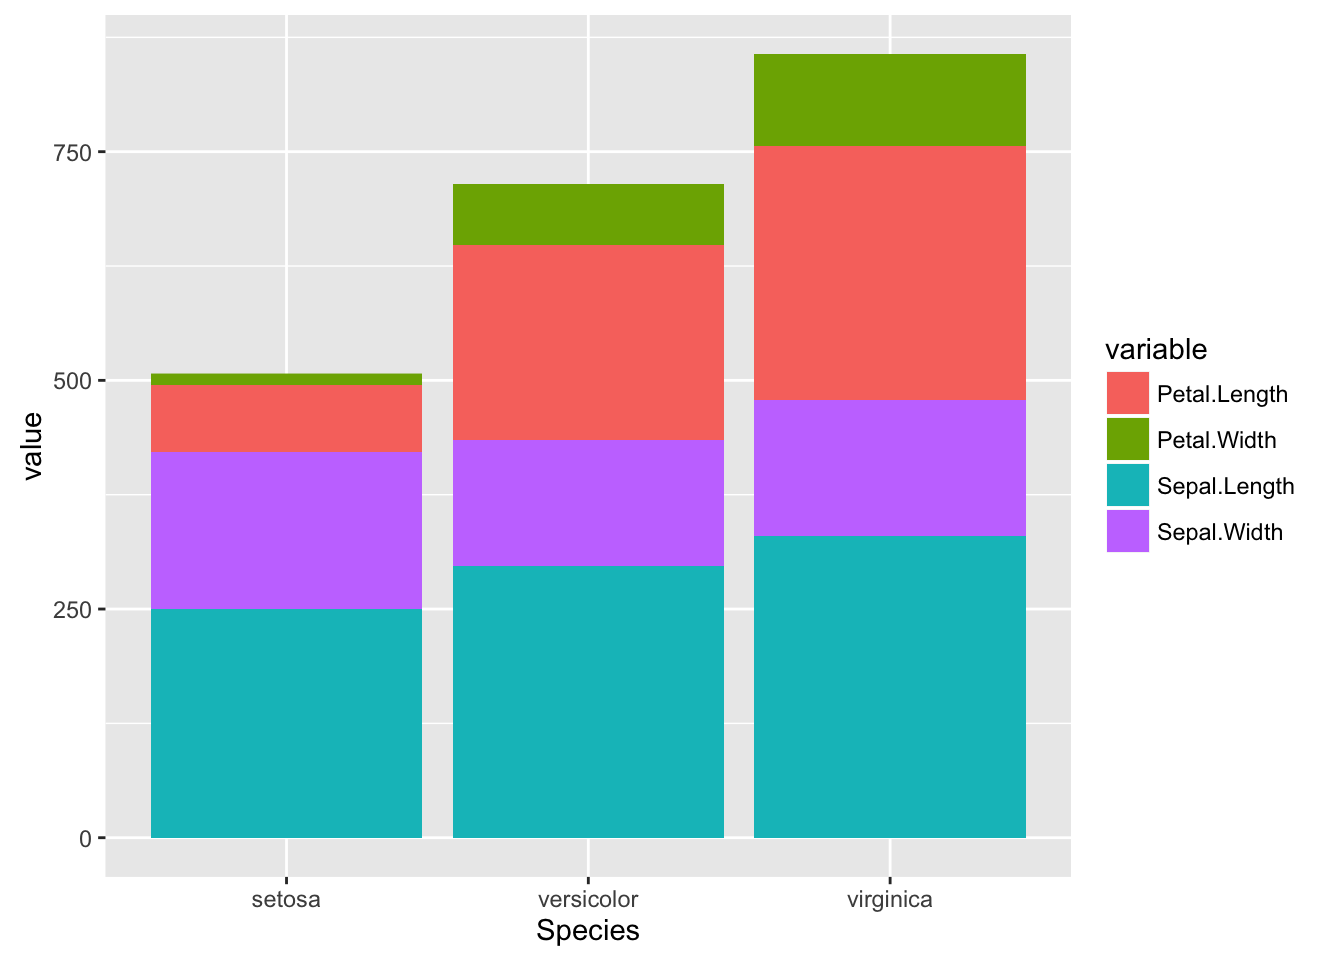 value
750
500
250
0
setosa
versicolor
virginica
Species
variable
Petal.Length
Petal.Width
Sepal.Length
Sepal.Width